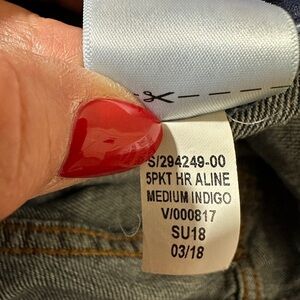 S/294249-00
5PKT HR ALINE
MEDIUM INDIGO
V/000817
SU18
03/18